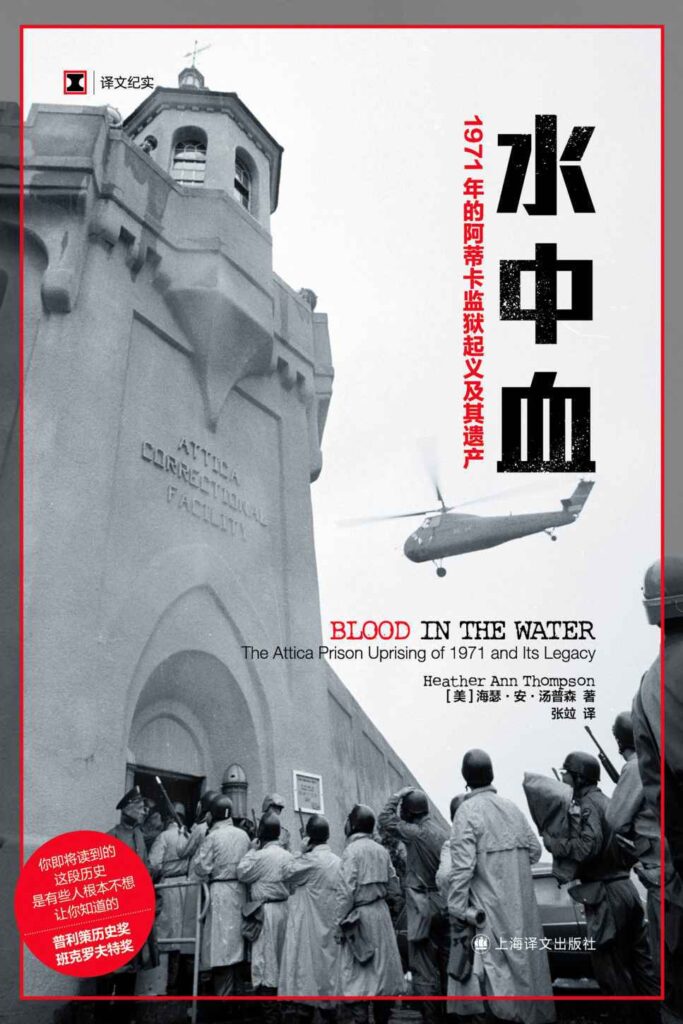 译文纪实
水中血
1971年的阿蒂卡监狱起义及其遗产
ATTICA
CORRECTIONAL
FACILITY
BLOOD IN THE WATER
The Attica Prison Uprising of 1971 and Its Legacy
Heather Ann Thompson
[美]海瑟·安·汤普森 著
张竝 译
你即将读到的
这段历史
是有些人根本不想
让你知道的
普利策历史奖
班克罗夫特奖
上海译文出版社